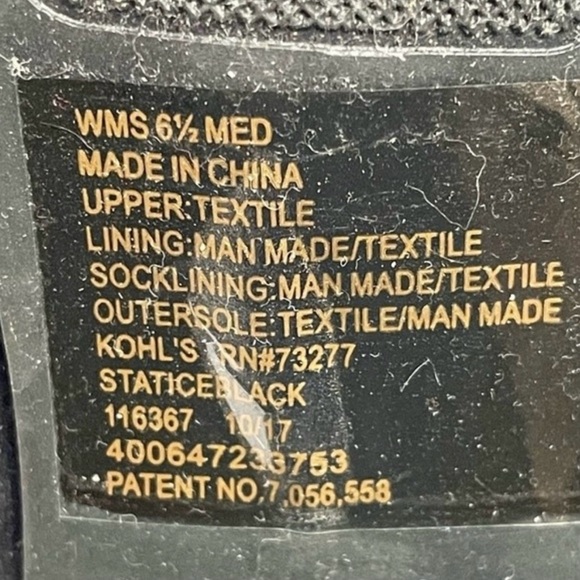 WMS 6½ MED
MADE IN CHINA
UPPER:TEXTILE
LINING:MAN MADE/TEXTILE
SOCKLINING:MAN MADE/TEXTILE
OUTERSOLE:TEXTILE/MAN MADE
KOHL'S RN#73277
STATICEBLACK
116367 10/17
400647233753
PATENT NO.7,056,558